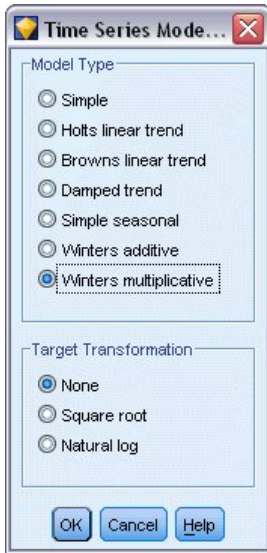 Time Series Mode...
Model Type
Simple
Holts linear trend
Browns linear trend
Damped trend
Simple seasonal
Winters additive
Winters multiplicative
Target Transformation
None
Square root
Natural log
OK Cancel Help